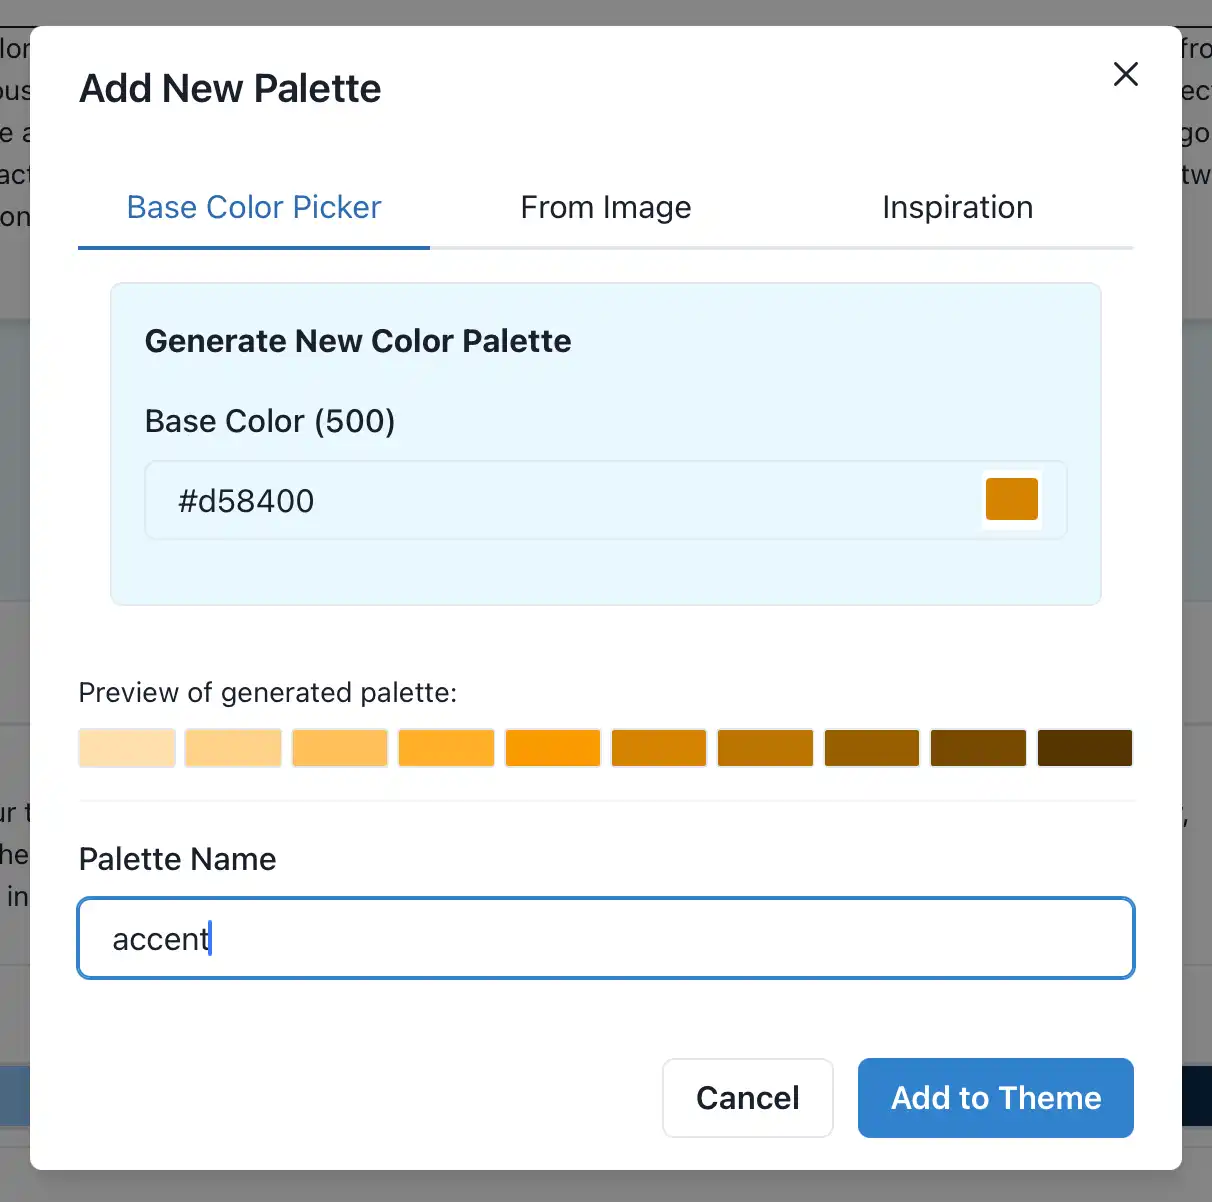 Add New Palette
Base Color Picker
From Image
Inspiration
Generate New Color Palette
Base Color (500)
#d58400
Preview of generated palette:
Palette Name
accent
Cancel
Add to Theme